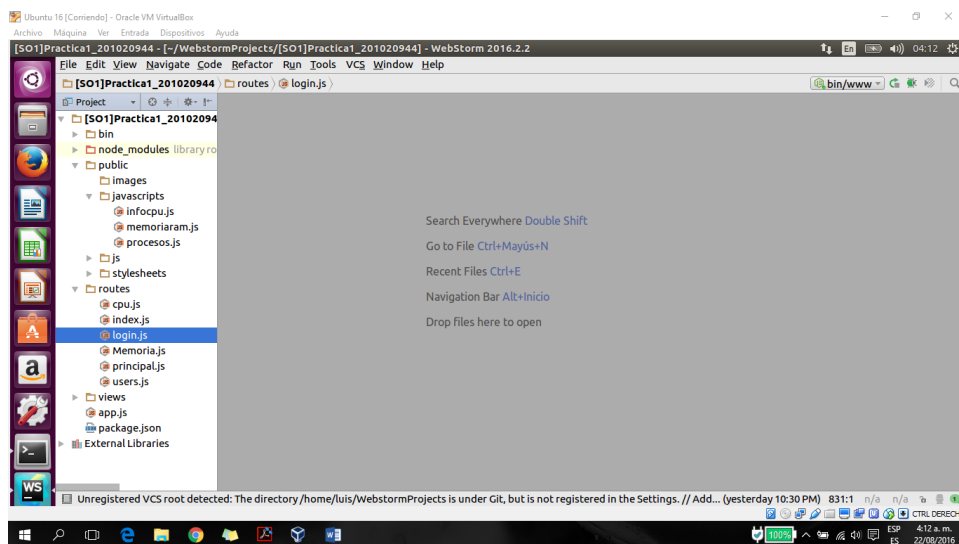 Ubuntu 16 [Corriendo] - Oracle VM VirtualBox
Archivo Máquina Ver Entrada Dispositivos Ayuda
[SO1]Practica1_201020944 - [~/WebstormProjects/[SO1]Practica1_201020944] - WebStorm 2016.2.2
En
04:12
File Edit View Navigate Code Refactor Run Tools VCS Window Help
[SO1]Practica1_201020944 routes login.js
bin/www
Project
[SO1]Practica1_20102094
bin
node_modules library ro
public
images
javascripts
infocpu.js
memoriaram.js
procesos.js
js
stylesheets
routes
cpu.js
index.js
login.js
Memoria.js
principal.js
users.js
views
app.js
package.json
External Libraries
Search Everywhere Double Shift
Go to File Ctrl+Mayús+N
Recent Files Ctrl+E
Navigation Bar Alt+Inicio
Drop files here to open
a
WS
Unregistered VCS root detected: The directory /home/luis/WebstormProjects is under Git, but is not registered in the Settings. // Add... (yesterday 10:30 PM) 831:1 n/a n/a 1
CTRL DERECH
100%
ESP
ES
4:12 a. m.
22/08/2016